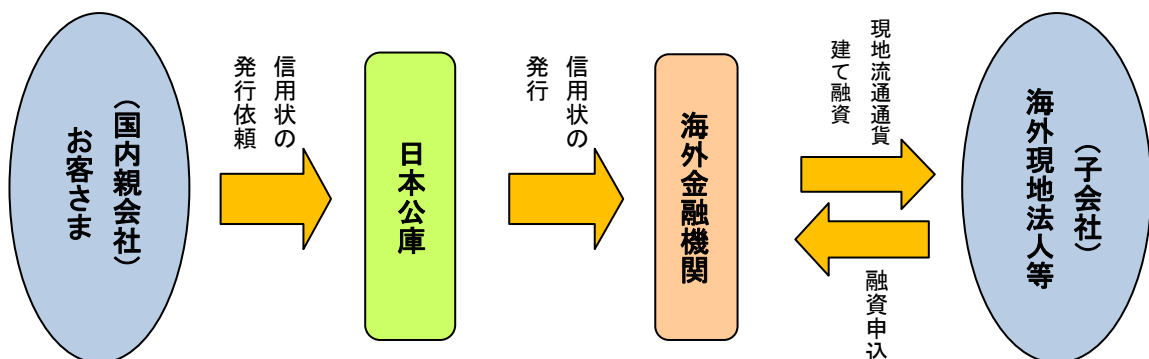 （国内親会社）
お客さま
信用状の
発行依頼
日本公庫
信用状の
発行
海外金融機関
現地流通通貨
建て融資
融資申込
（子会社）
海外現地法人等